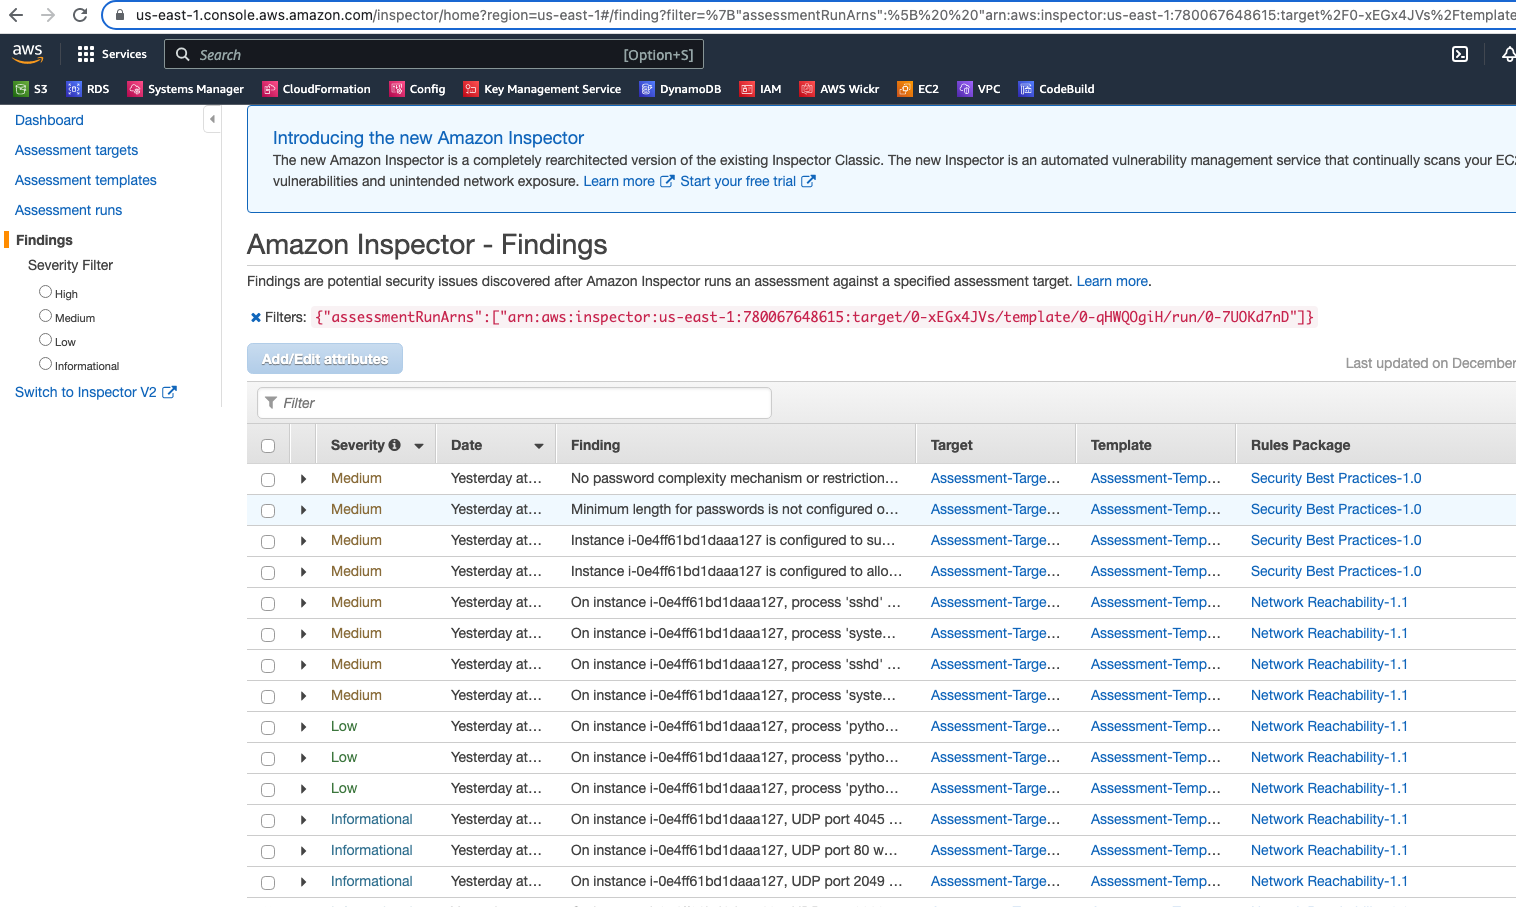 us-east-1.console.aws.amazon.com/inspector/home?region=us-east-1#/finding?filter=%7B"assessmentRunArns":%5B%20%20"arn:aws:inspector:us-east-1:780067648615:target%2F0-xEGx4JVs%2Ftemplate
aws Services Search [Option+S]
S3 RDS Systems Manager CloudFormation Config Key Management Service DynamoDB IAM AWS Wickr EC2 VPC CodeBuild
Dashboard
Assessment targets
Assessment templates
Assessment runs
Findings
Severity Filter
High
Medium
Low
Informational
Switch to Inspector V2
Introducing the new Amazon Inspector
The new Amazon Inspector is a completely rearchitected version of the existing Inspector Classic. The new Inspector is an automated vulnerability management service that continually scans your EC2
vulnerabilities and unintended network exposure. Learn more Start your free trial
Amazon Inspector - Findings
Findings are potential security issues discovered after Amazon Inspector runs an assessment against a specified assessment target. Learn more.
Filters: {"assessmentRunArns":["arn:aws:inspector:us-east-1:780067648615:target/0-xEGx4JVs/template/0-qHWQOgiH/run/0-7UOKd7nD"]}
Add/Edit attributes
Last updated on December
Filter
Severity Date Finding Target Template Rules Package
Medium Yesterday at... No password complexity mechanism or restriction... Assessment-Targe... Assessment-Temp... Security Best Practices-1.0
Medium Yesterday at... Minimum length for passwords is not configured o... Assessment-Targe... Assessment-Temp... Security Best Practices-1.0
Medium Yesterday at... Instance i-0e4ff61bd1daaa127 is configured to su... Assessment-Targe... Assessment-Temp... Security Best Practices-1.0
Medium Yesterday at... Instance i-0e4ff61bd1daaa127 is configured to allo... Assessment-Targe... Assessment-Temp... Security Best Practices-1.0
Medium Yesterday at... On instance i-0e4ff61bd1daaa127, process 'sshd' ... Assessment-Targe... Assessment-Temp... Network Reachability-1.1
Medium Yesterday at... On instance i-0e4ff61bd1daaa127, process 'syste... Assessment-Targe... Assessment-Temp... Network Reachability-1.1
Medium Yesterday at... On instance i-0e4ff61bd1daaa127, process 'sshd' ... Assessment-Targe... Assessment-Temp... Network Reachability-1.1
Medium Yesterday at... On instance i-0e4ff61bd1daaa127, process 'syste... Assessment-Targe... Assessment-Temp... Network Reachability-1.1
Low Yesterday at... On instance i-0e4ff61bd1daaa127, process 'pytho... Assessment-Targe... Assessment-Temp... Network Reachability-1.1
Low Yesterday at... On instance i-0e4ff61bd1daaa127, process 'pytho... Assessment-Targe... Assessment-Temp... Network Reachability-1.1
Low Yesterday at... On instance i-0e4ff61bd1daaa127, process 'pytho... Assessment-Targe... Assessment-Temp... Network Reachability-1.1
Informational Yesterday at... On instance i-0e4ff61bd1daaa127, UDP port 4045 ... Assessment-Targe... Assessment-Temp... Network Reachability-1.1
Informational Yesterday at... On instance i-0e4ff61bd1daaa127, UDP port 80 w... Assessment-Targe... Assessment-Temp... Network Reachability-1.1
Informational Yesterday at... On instance i-0e4ff61bd1daaa127, UDP port 2049 ... Assessment-Targe... Assessment-Temp... Network Reachability-1.1